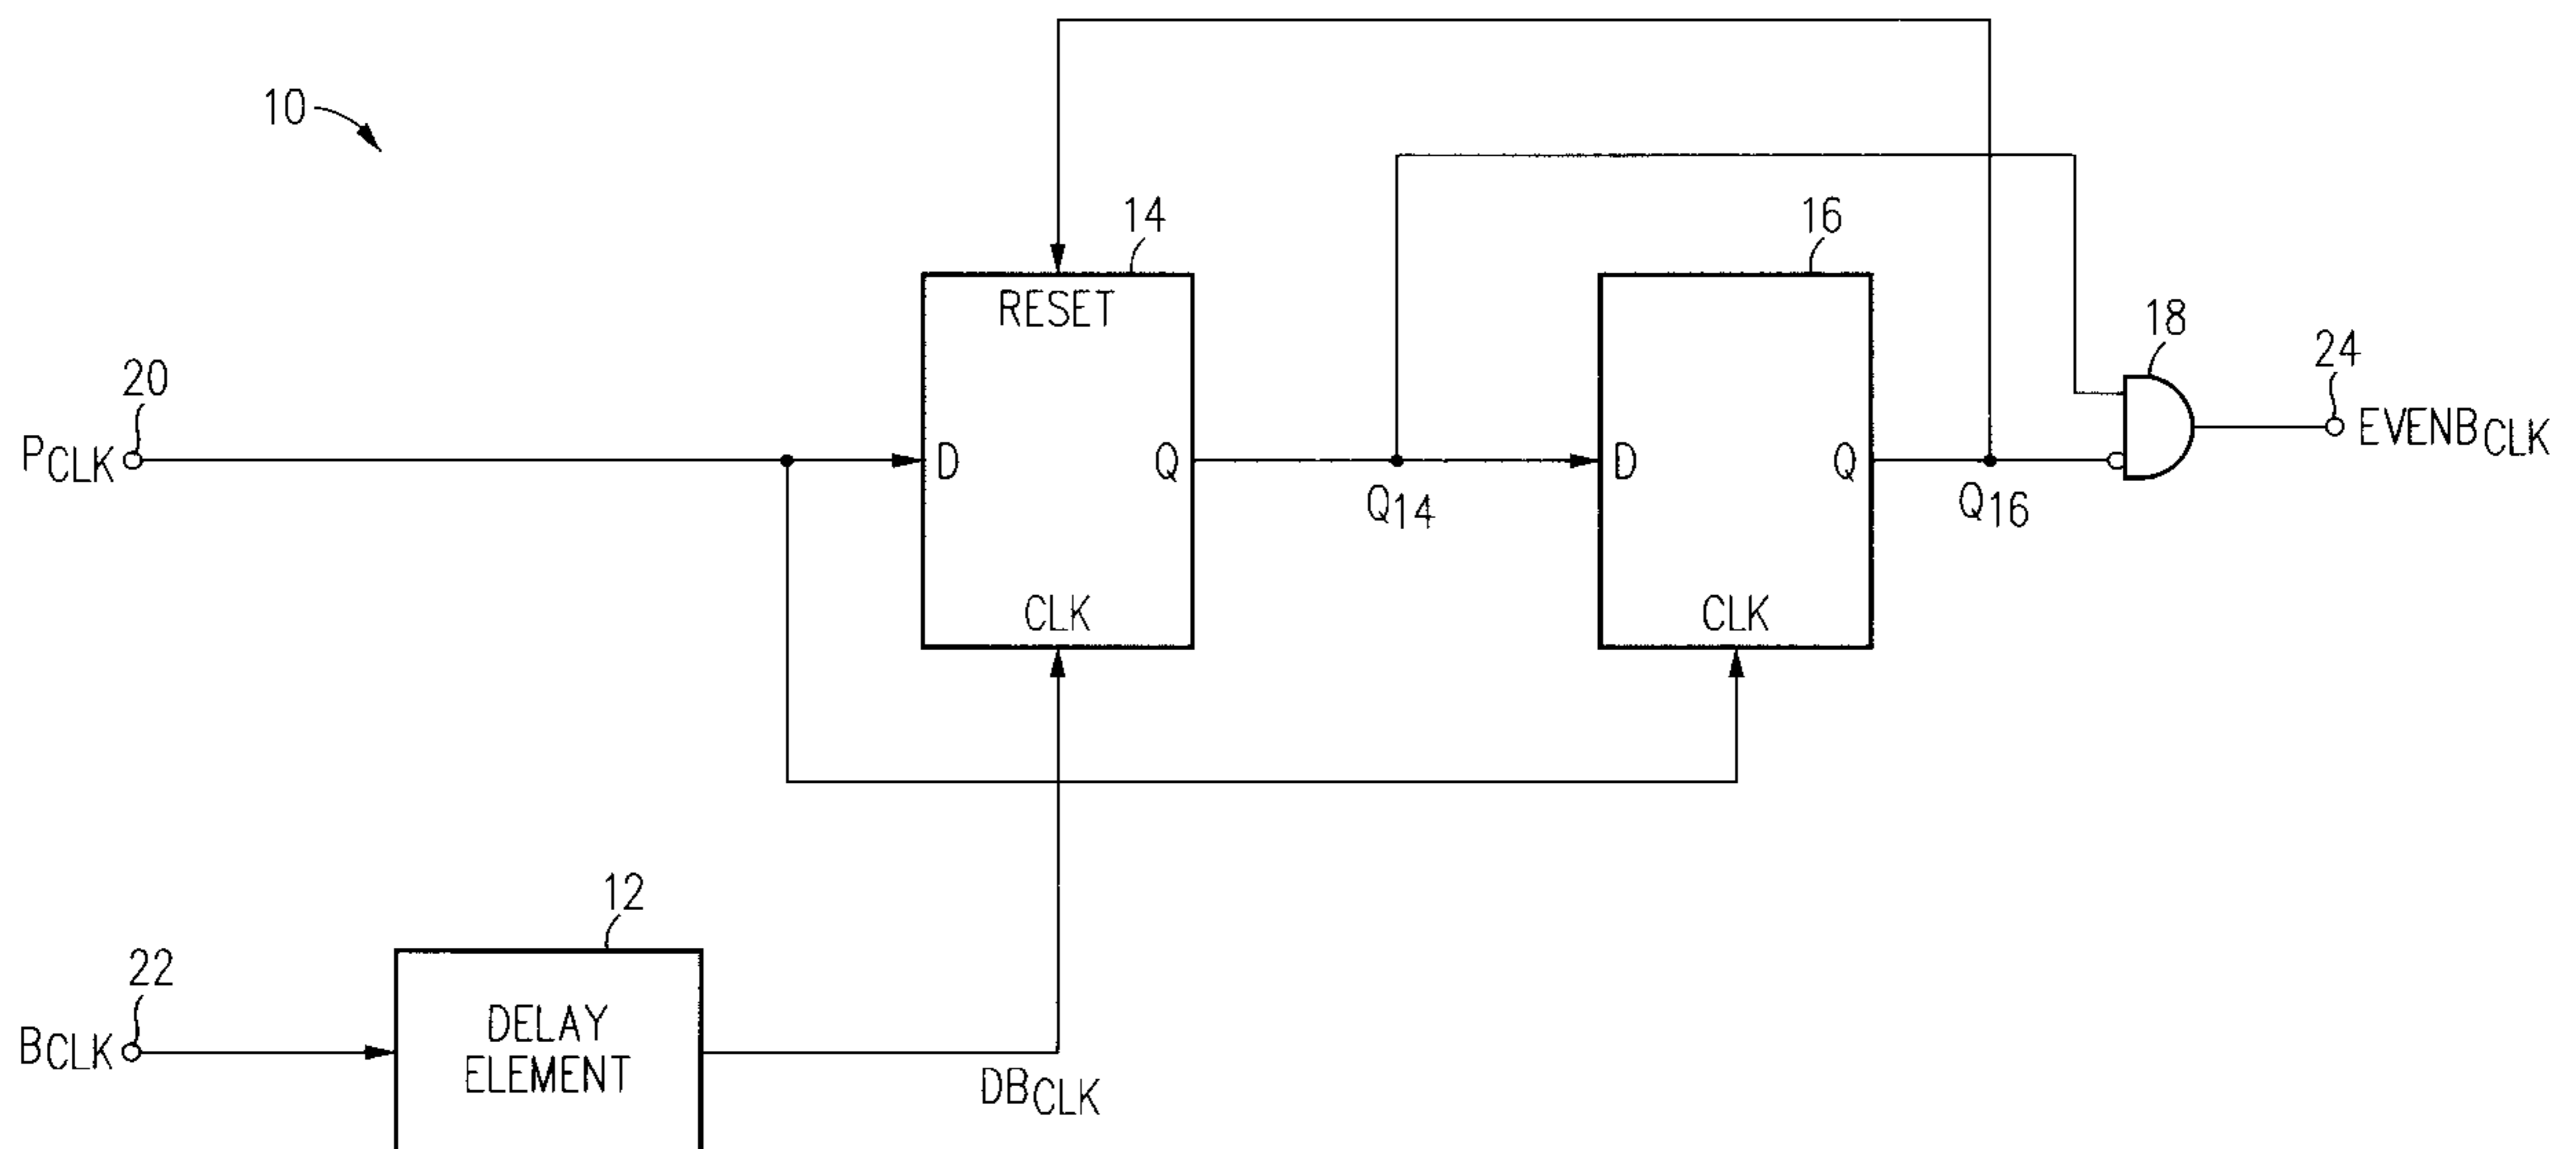 10
14
16
RESET
18
24
20
PCLK
D
Q
D
Q
EVENBCLK
Q14
Q16
CLK
CLK
12
22
BCLK
DELAY
ELEMENT
DBCLK